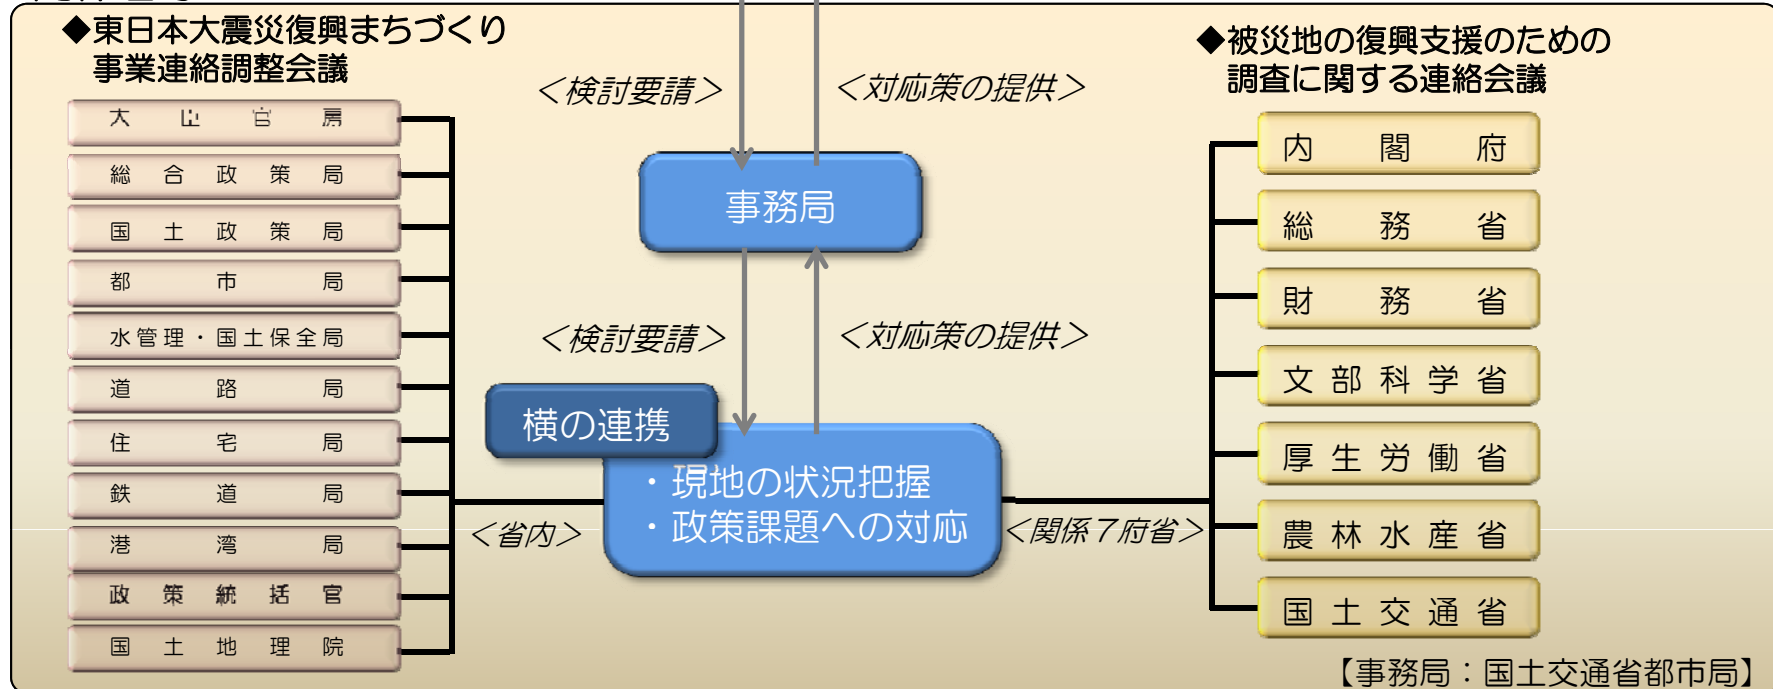 ◆東日本大震災復興まちづくり
事業連絡調整会議
総合政策局
国土政策局
都市局
水管理・国土保全局
道路局
住宅局
鉄道局
港湾局
政策統括官
国土地理院
<検討要請>
<対応策の提供>
事務局
<検討要請>
<対応策の提供>
横の連携
・現地の状況把握
・政策課題への対応
<省内>
<関係7府省>
◆被災地の復興支援のための
調査に関する連絡会議
内閣府
総務省
財務省
文部科学省
厚生労働省
農林水産省
国土交通省
【事務局：国土交通省都市局】